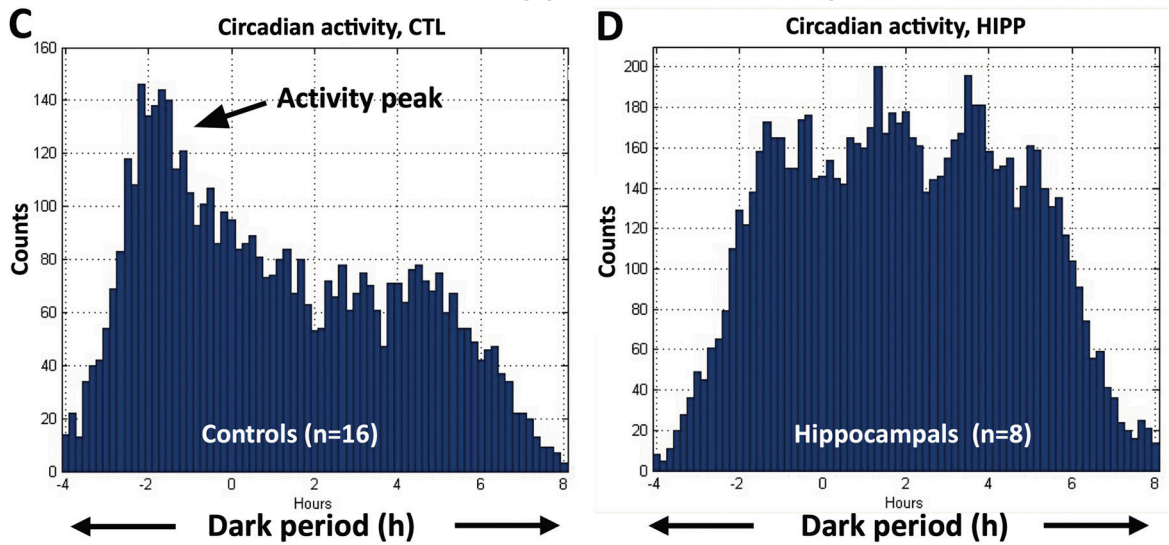 C
Circadian activity, CTL
160
140
120
100
80
60
40
20
0
Counts
Activity peak
Controls (n=16)
-4 -2 0 2 4 6 8
Hours
Dark period (h)
D
Circadian activity, HIPP
200
180
160
140
120
100
80
60
40
20
0
Counts
Hippocampals (n=8)
-4 -2 0 2 4 6 8
Hours
Dark period (h)